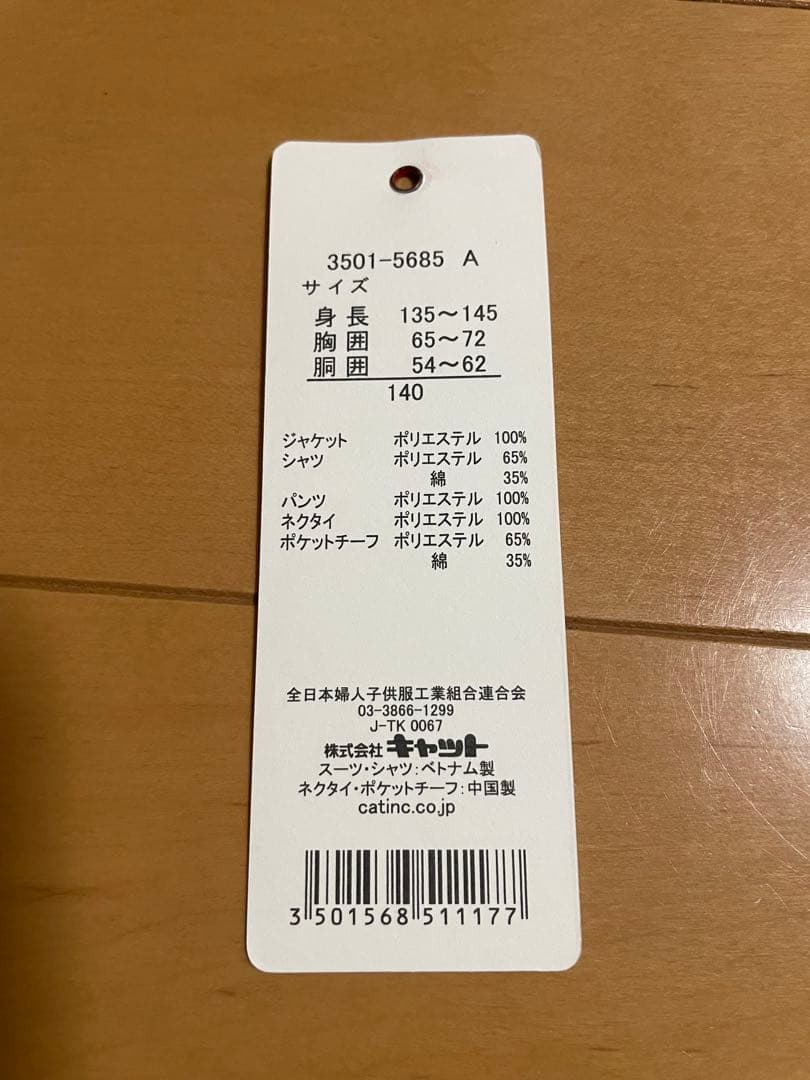 3501-5685 A
サイズ
身長 135～145
胸囲 65～72
胴囲 54～62
140
ジャケット ポリエステル 100%
シャツ ポリエステル 65%
綿 35%
パンツ ポリエステル 100%
ネクタイ ポリエステル 100%
ポケットチーフ ポリエステル 65%
綿 35%
全日本婦人子供服工業組合連合会
03-3866-1299
J-TK 0067
株式会社 キャット
スーツ・シャツ：ベトナム製
ネクタイ・ポケットチーフ：中国製
catinc.co.jp
3 501568 511177